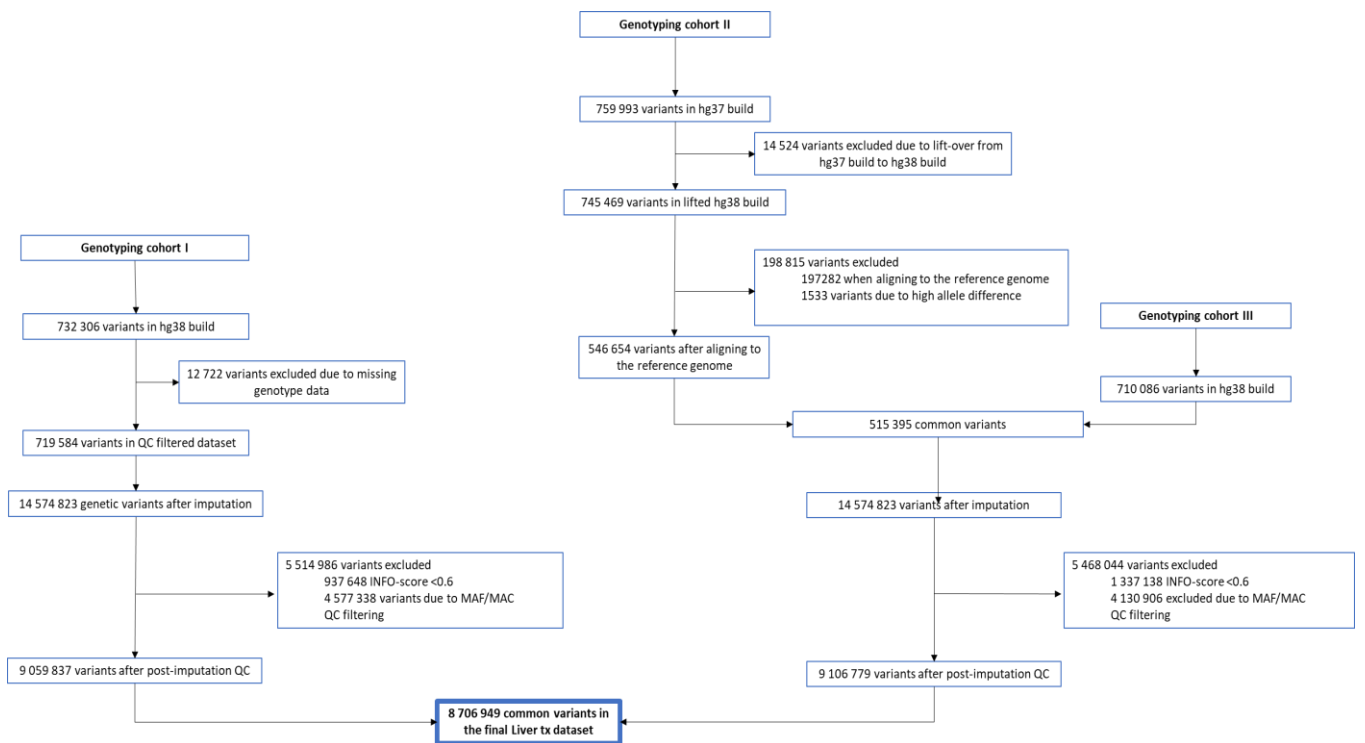 Genotyping cohort II
759 993 variants in hg37 build
14 524 variants excluded due to lift-over from
hg37 build to hg38 build
745 469 variants in lifted hg38 build
Genotyping cohort I
198 815 variants excluded
197282 when aligning to the reference genome
1533 variants due to high allele difference
Genotyping cohort III
732 306 variants in hg38 build
546 654 variants after aligning to
the reference genome
12 722 variants excluded due to missing
genotype data
710 086 variants in hg38 build
515 395 common variants
719 584 variants in QC filtered dataset
14 574 823 genetic variants after imputation
14 574 823 variants after imputation
5 514 986 variants excluded
937 648 INFO-score <0.6
4 577 338 variants due to MAF/MAC
QC filtering
5 468 044 variants excluded
1 337 138 INFO-score <0.6
4 130 906 excluded due to MAF/MAC
QC filtering
9 059 837 variants after post-imputation QC
9 106 779 variants after post-imputation QC
8 706 949 common variants in
the final Liver tx dataset